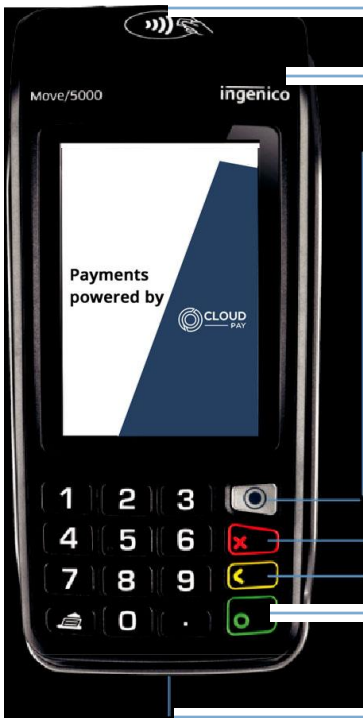 Move/5000 ingenico
Payments
powered by
CLOUD
PAY
1 2 3
4 5 6
7 8 9
0 .